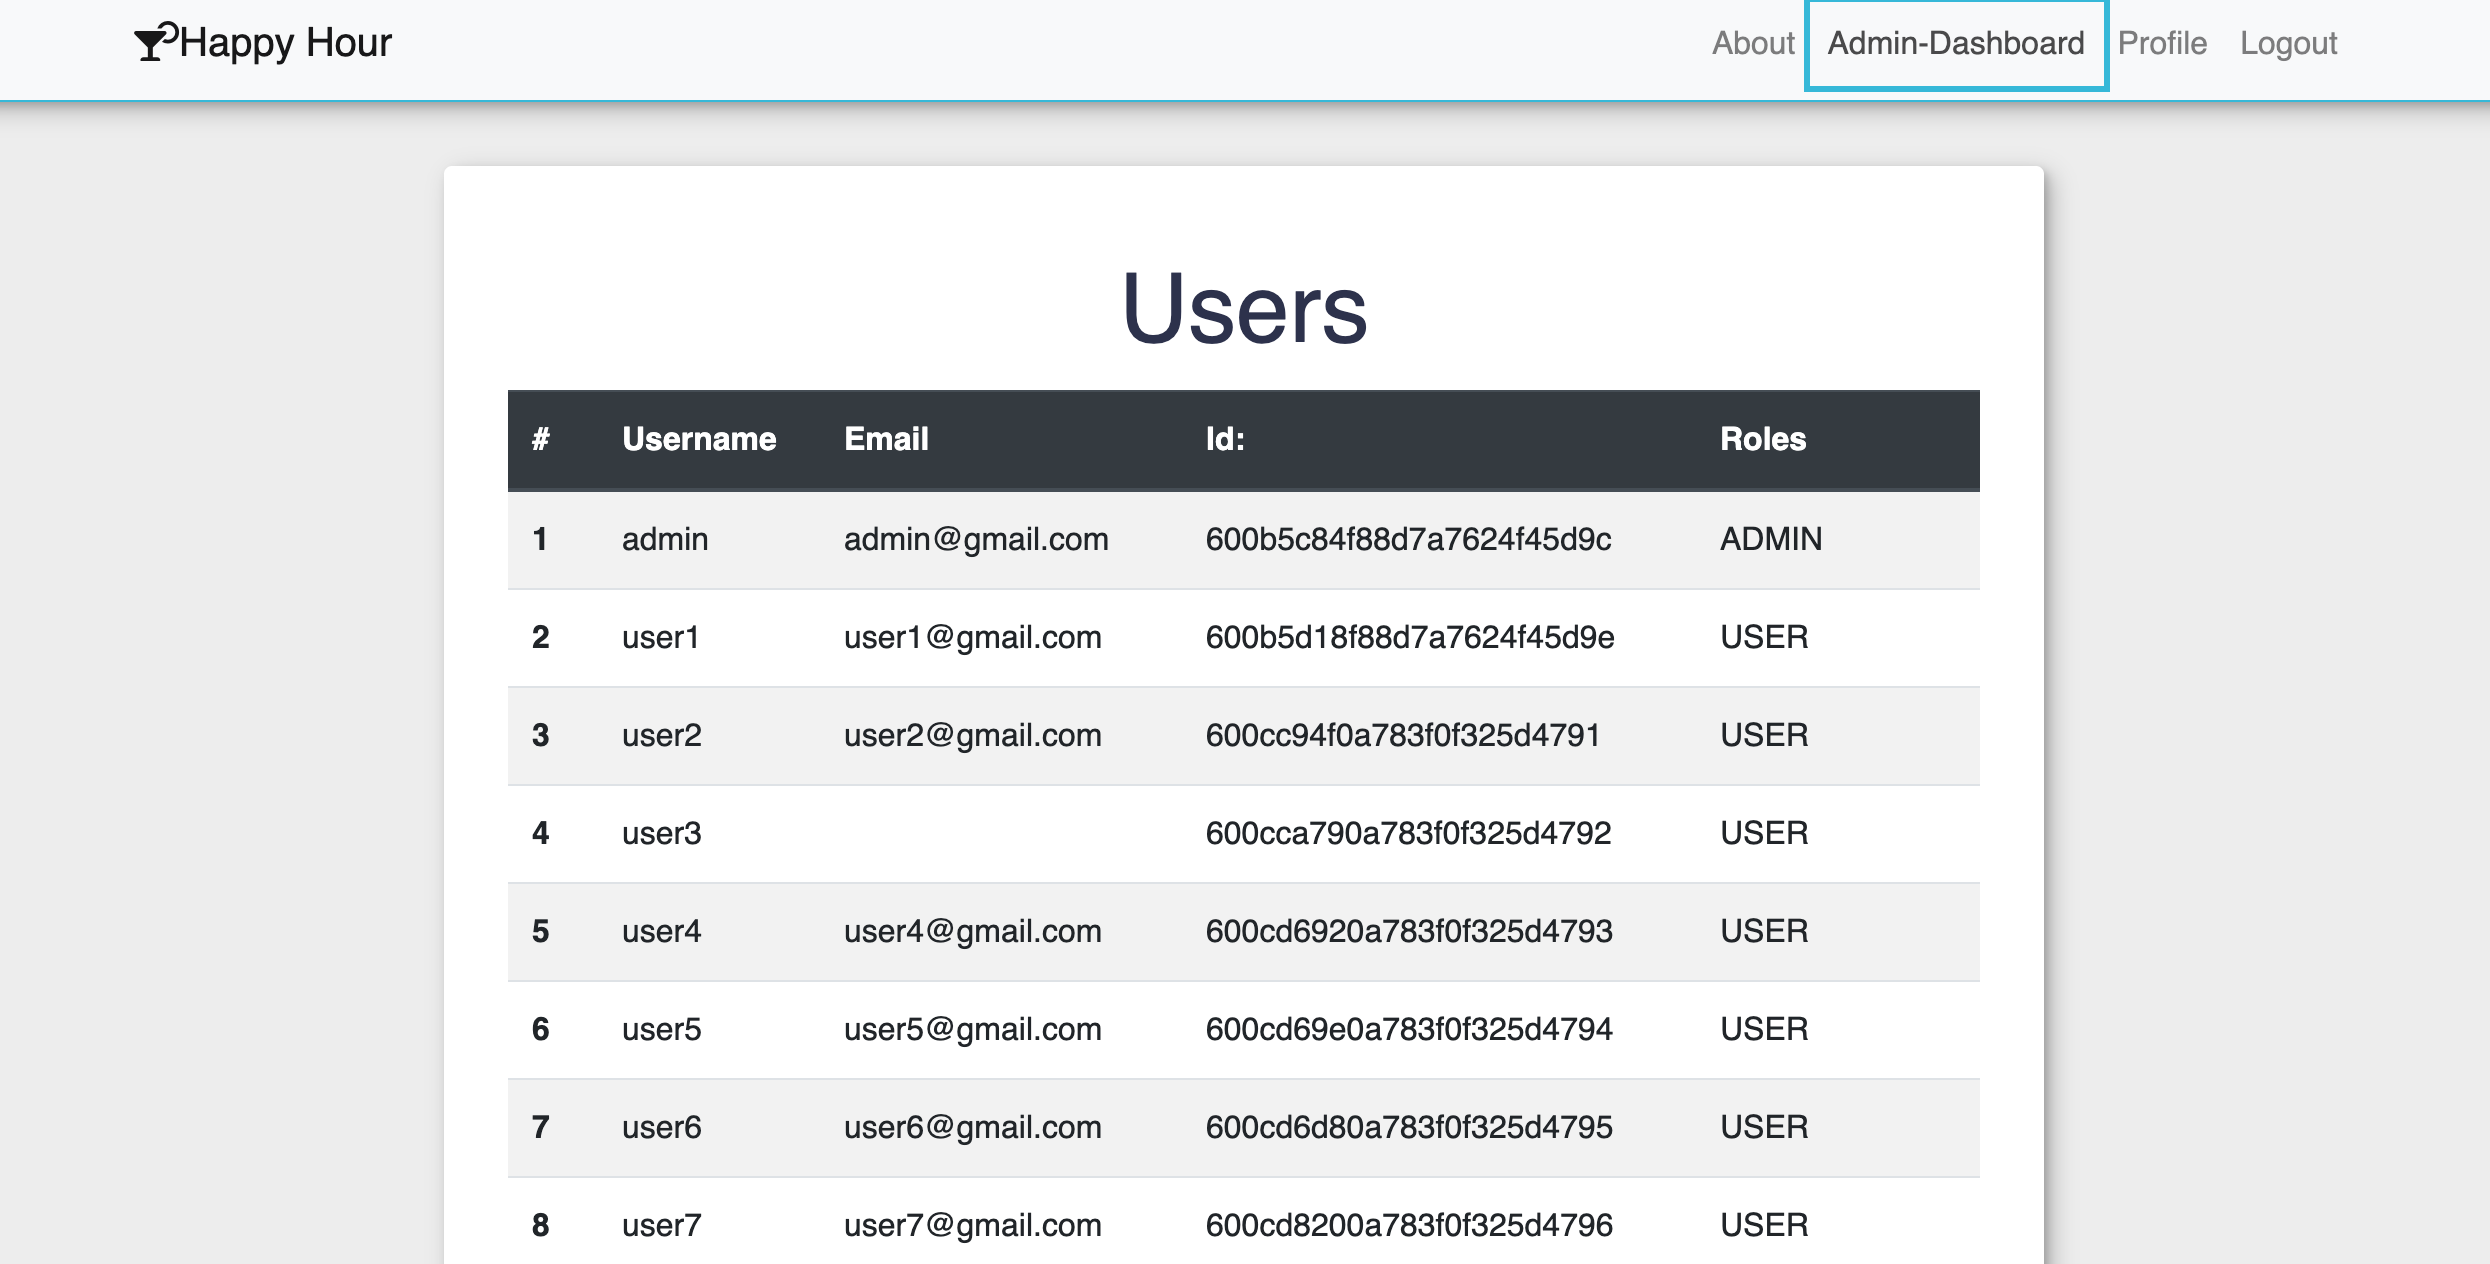 Happy Hour About Admin-Dashboard Profile Logout
Users
# Username Email Id: Roles
1 admin admin@gmail.com 600b5c84f88d7a7624f45d9c ADMIN
2 user1 user1@gmail.com 600b5d18f88d7a7624f45d9e USER
3 user2 user2@gmail.com 600cc94f0a783f0f325d4791 USER
4 user3 600cca790a783f0f325d4792 USER
5 user4 user4@gmail.com 600cd6920a783f0f325d4793 USER
6 user5 user5@gmail.com 600cd69e0a783f0f325d4794 USER
7 user6 user6@gmail.com 600cd6d80a783f0f325d4795 USER
8 user7 user7@gmail.com 600cd8200a783f0f325d4796 USER